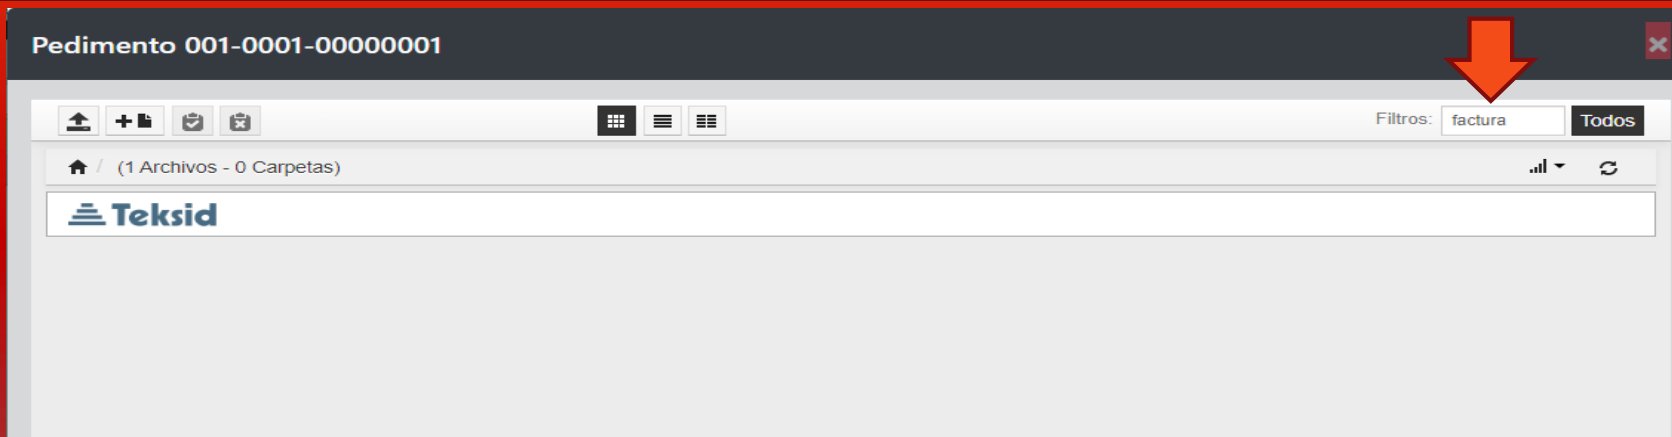 Pedimento 001-0001-00000001
Filtros: factura Todos
/ (1 Archivos - 0 Carpetas)
Teksid